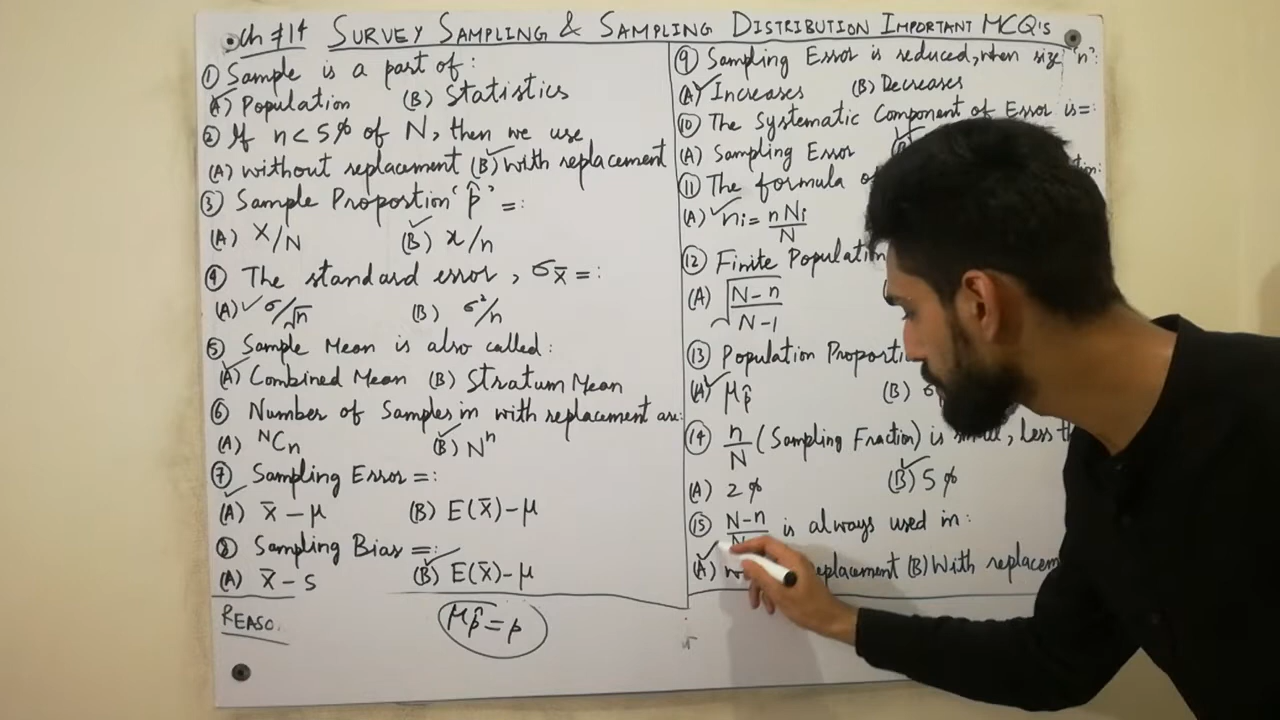 Ch # 14 SURVEY SAMPLING & SAMPLING DISTRIBUTION IMPORTANT MCQ's
① Sample is a part of :
(A) Population (B) Statistics
② If n < 5% of N, then we use
(A) without replacement (B) with replacement
③ Sample Proportion 'p̂' = :
(A) X/N (B) x/n
④ The standard error, σx̄ = :
(A) σ/√n (B) σ²/n
⑤ Sample Mean is also called :
(A) Combined Mean (B) Stratum Mean
⑥ Number of Samples in with replacement are:
(A) ᴺCn (B) Nⁿ
⑦ Sampling Error = :
(A) x̄ – μ (B) E(x̄) – μ
⑧ Sampling Bias = :
(A) x̄ – s (B) E(x̄) – μ
REASO.
μp̂ = p
⑨ Sampling Error is reduced, when size "n":
(A) Increases (B) Decreases
⑩ The Systematic Component of Error is = :
(A) Sampling Error
⑪ The formula
(A) ni = nNi/N
⑫ Finite Population
(A) √(N – n/N – 1)
⑬ Population
(A) μp̂ (B)
⑭ n/N (Sampling Fraction) is small, Less
(A) 2% (B) 5%
⑮ N–n is always used in :
(A) (B) With